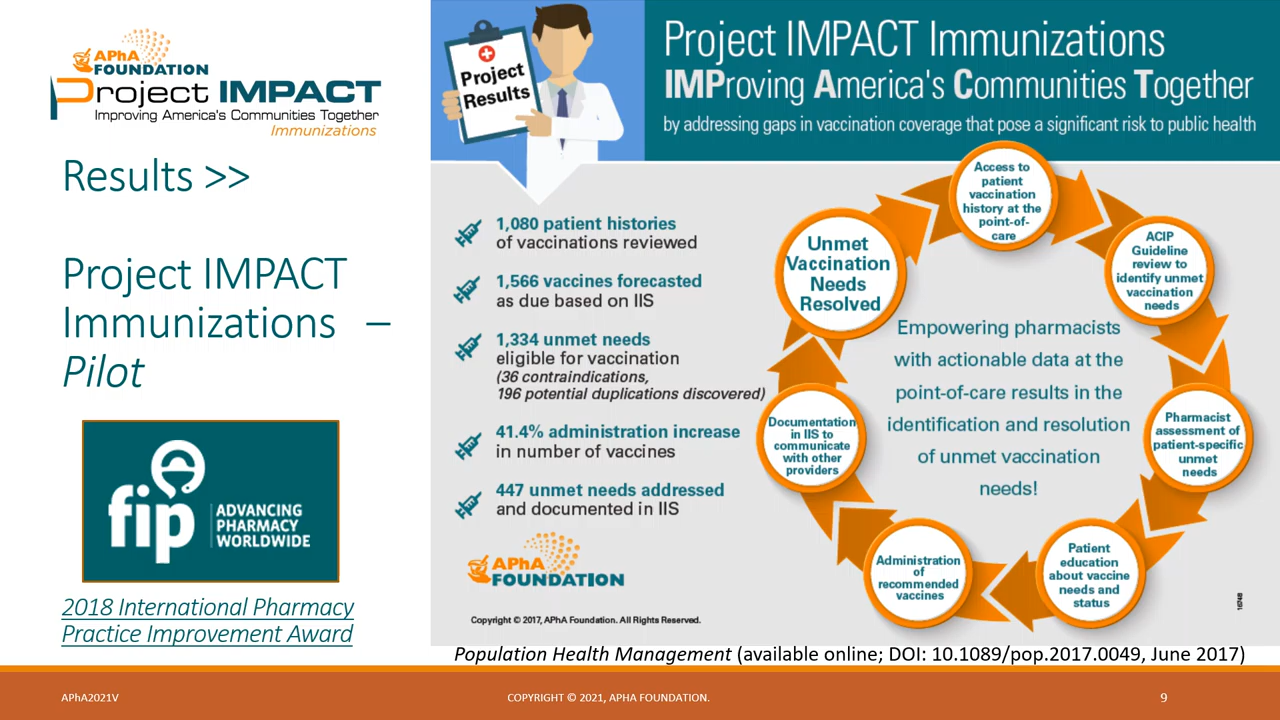 APhA
FOUNDATION
Project IMPACT
Improving America's Communities Together
Immunizations
Results >>
Project IMPACT
Immunizations –
Pilot
fip
ADVANCING
PHARMACY
WORLDWIDE
2018 International Pharmacy
Practice Improvement Award
Project
Results
Project IMPACT Immunizations
IMProving America's Communities Together
by addressing gaps in vaccination coverage that pose a significant risk to public health
1,080 patient histories
of vaccinations reviewed
1,566 vaccines forecasted
as due based on IIS
1,334 unmet needs
eligible for vaccination
(36 contraindications,
196 potential duplications discovered)
41.4% administration increase
in number of vaccines
447 unmet needs addressed
and documented in IIS
APhA
FOUNDATION
Copyright © 2017, APhA Foundation. All Rights Reserved.
Access to
patient
vaccination
history at the
point-of-
care
ACIP
Guideline
review to
identify unmet
vaccination
needs
Pharmacist
assessment of
patient-specific
unmet
needs
Patient
education
about vaccine
needs and
status
Administration
of
recommended
vaccines
Documentation
in IIS to
communicate
with other
providers
Unmet
Vaccination
Needs
Resolved
Empowering pharmacists
with actionable data at the
point-of-care results in the
identification and resolution
of unmet vaccination
needs!
Population Health Management (available online; DOI: 10.1089/pop.2017.0049, June 2017)
APhA2021V
COPYRIGHT © 2021, APHA FOUNDATION.
9